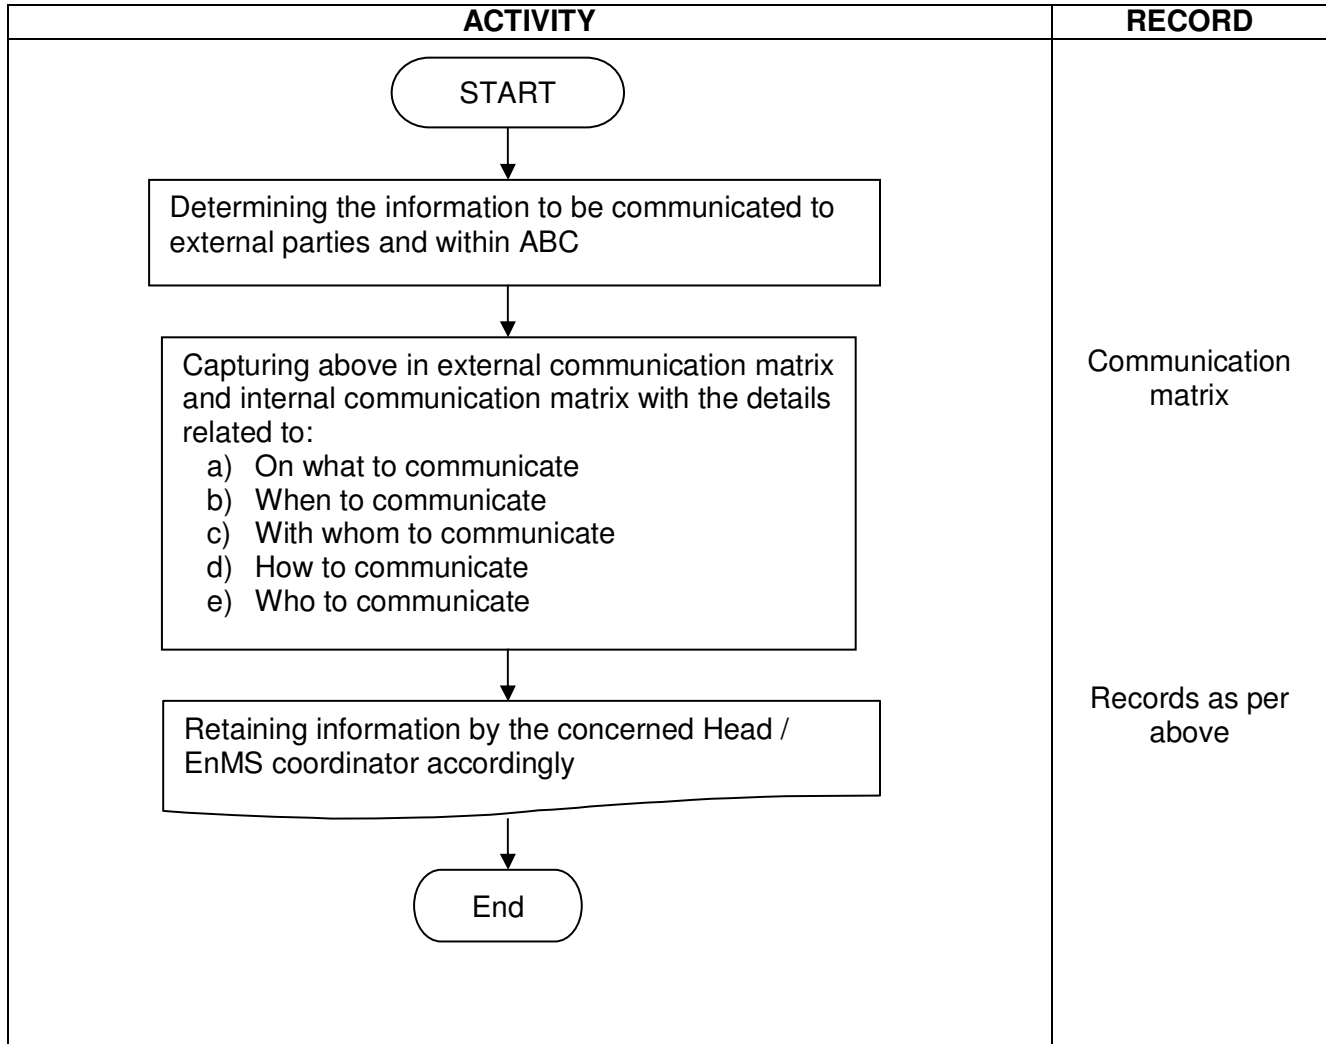 ACTIVITY
RECORD
START
Determining the information to be communicated to
external parties and within ABC
Capturing above in external communication matrix
and internal communication matrix with the details
related to:
a) On what to communicate
b) When to communicate
c) With whom to communicate
d) How to communicate
e) Who to communicate
Communication
matrix
Retaining information by the concerned Head /
EnMS coordinator accordingly
Records as per
above
End